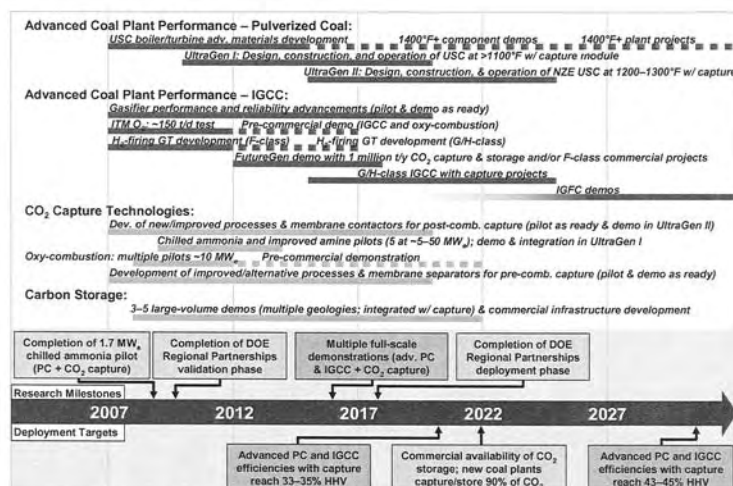 Advanced Coal Plant Performance – Pulverized Coal:
USC boiler/turbine adv. materials development 1400°F+ component demos 1400°F+ plant projects
UltraGen I: Design, construction, and operation of USC at >1100°F w/ capture module
UltraGen II: Design, construction, & operation of NZE USC at 1200–1300°F w/ capture
Advanced Coal Plant Performance – IGCC:
Gasifier performance and reliability advancements (pilot & demo as ready)
ITM O₂: ~150 t/d test Pre-commercial demo (IGCC and oxy-combustion)
H₂-firing GT development (F-class) H₂-firing GT development (G/H-class)
FutureGen demo with 1 million t/y CO₂ capture & storage and/or F-class commercial projects
G/H-class IGCC with capture projects
IGFC demos
CO₂ Capture Technologies:
Dev. of new/improved processes & membrane contactors for post-comb. capture (pilot as ready & demo in UltraGen II)
Chilled ammonia and improved amine pilots (5 at ~5–50 MWₑ); demo & integration in UltraGen I
Oxy-combustion: multiple pilots ~10 MWₑ Pre-commercial demonstration
Development of improved/alternative processes & membrane separators for pre-comb. capture (pilot & demo as ready)
Carbon Storage:
3–5 large-volume demos (multiple geologies; integrated w/ capture) & commercial infrastructure development
Completion of 1.7 MWₑ
chilled ammonia pilot
(PC + CO₂ capture)
Completion of DOE
Regional Partnerships
validation phase
Multiple full-scale
demonstrations (adv. PC
& IGCC + CO₂ capture)
Completion of DOE
Regional Partnerships
deployment phase
Research Milestones
2007 2012 2017 2022 2027
Deployment Targets
Advanced PC and IGCC
efficiencies with capture
reach 33–35% HHV
Commercial availability of CO₂
storage; new coal plants
capture/store 90% of CO₂
Advanced PC and IGCC
efficiencies with capture
reach 43–45% HHV